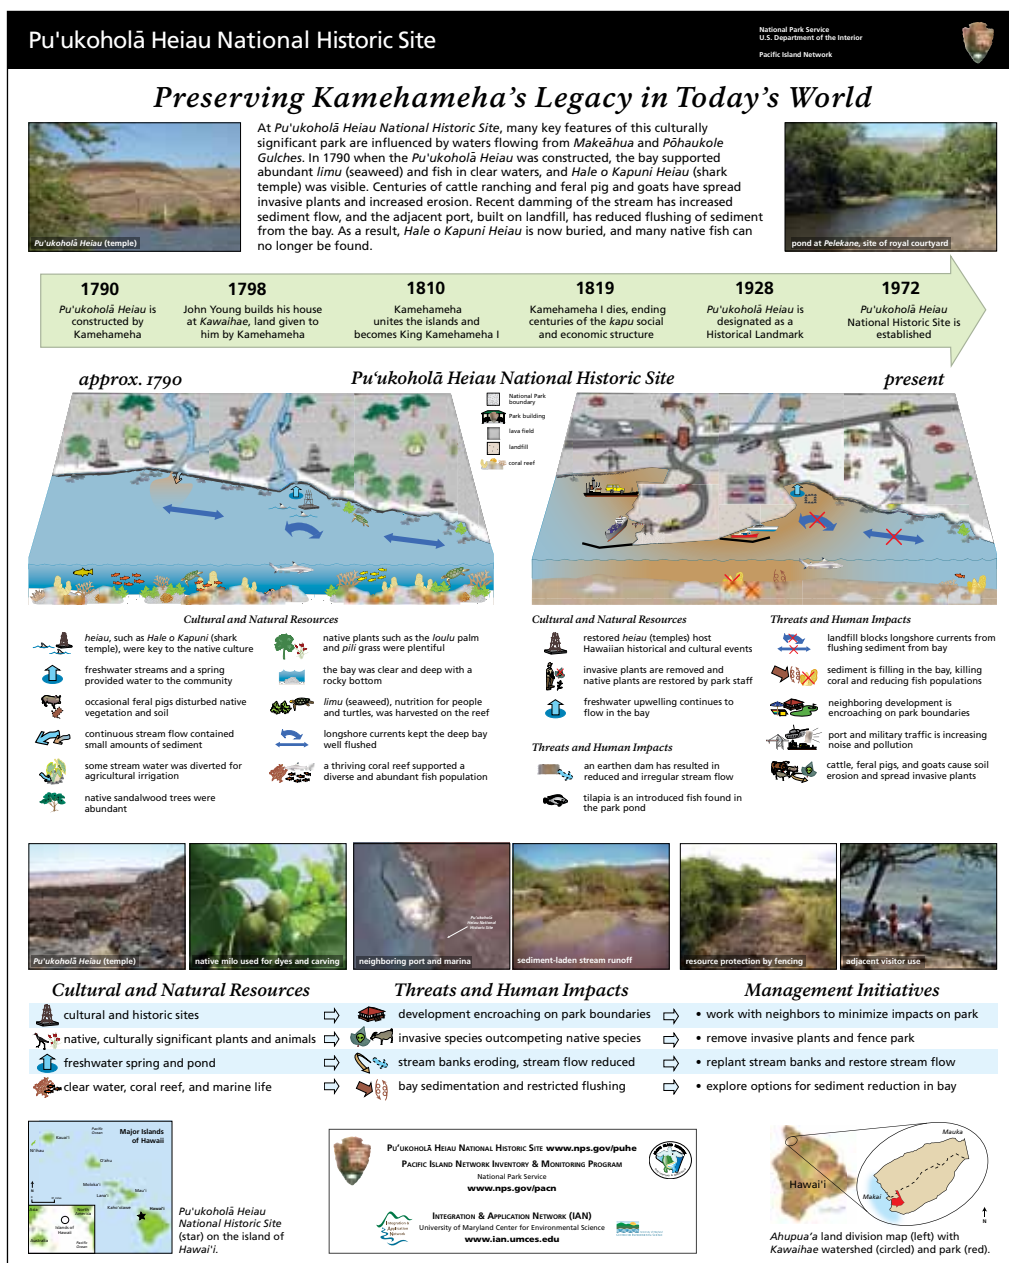 Pu'ukoholā Heiau National Historic Site
National Park Service
U.S. Department of the Interior
Pacific Island Network
Preserving Kamehameha's Legacy in Today's World
Pu'ukoholā Heiau (temple)
At Pu'ukoholā Heiau National Historic Site, many key features of this culturally
significant park are influenced by waters flowing from Makeāhua and Pōhaukole
Gulches. In 1790 when the Pu'ukoholā Heiau was constructed, the bay supported
abundant limu (seaweed) and fish in clear waters, and Hale o Kapuni Heiau (shark
temple) was visible. Centuries of cattle ranching and feral pig and goats have spread
invasive plants and increased erosion. Recent damming of the stream has increased
sediment flow, and the adjacent port, built on landfill, has reduced flushing of sediment
from the bay. As a result, Hale o Kapuni Heiau is now buried, and many native fish can
no longer be found.
pond at Pelekane, site of royal courtyard
1790
Pu'ukoholā Heiau is
constructed by
Kamehameha
1798
John Young builds his house
at Kawaihae, land given to
him by Kamehameha
1810
Kamehameha
unites the islands and
becomes King Kamehameha I
1819
Kamehameha I dies, ending
centuries of the kapu social
and economic structure
1928
Pu'ukoholā Heiau is
designated as a
Historical Landmark
1972
Pu'ukoholā Heiau
National Historic Site is
established
approx. 1790
Pu'ukoholā Heiau National Historic Site
present
National Park
boundary
Park building
lava field
landfill
coral reef
Cultural and Natural Resources
heiau, such as Hale o Kapuni (shark
temple), were key to the native culture
freshwater streams and a spring
provided water to the community
occasional feral pigs disturbed native
vegetation and soil
continuous stream flow contained
small amounts of sediment
some stream water was diverted for
agricultural irrigation
native sandalwood trees were
abundant
native plants such as the loulu palm
and pili grass were plentiful
the bay was clear and deep with a
rocky bottom
limu (seaweed), nutrition for people
and turtles, was harvested on the reef
longshore currents kept the deep bay
well flushed
a thriving coral reef supported a
diverse and abundant fish population
Cultural and Natural Resources
restored heiau (temples) host
Hawaiian historical and cultural events
invasive plants are removed and
native plants are restored by park staff
freshwater upwelling continues to
flow in the bay
Threats and Human Impacts
an earthen dam has resulted in
reduced and irregular stream flow
tilapia is an introduced fish found in
the park pond
Threats and Human Impacts
landfill blocks longshore currents from
flushing sediment from bay
sediment is filling in the bay, killing
coral and reducing fish populations
neighboring development is
encroaching on park boundaries
port and military traffic is increasing
noise and pollution
cattle, feral pigs, and goats cause soil
erosion and spread invasive plants
Pu'ukoholā Heiau (temple)
native milo used for dyes and carving
Pu'ukoholā
Heiau National
Historic Site
neighboring port and marina
sediment-laden stream runoff
resource protection by fencing
adjacent visitor use
Cultural and Natural Resources
Threats and Human Impacts
Management Initiatives
cultural and historic sites
development encroaching on park boundaries
• work with neighbors to minimize impacts on park
native, culturally significant plants and animals
invasive species outcompeting native species
• remove invasive plants and fence park
freshwater spring and pond
stream banks eroding, stream flow reduced
• replant stream banks and restore stream flow
clear water, coral reef, and marine life
bay sedimentation and restricted flushing
• explore options for sediment reduction in bay
Major Islands
of Hawaii
Pacific
Ocean
Kaua'i
Ni'ihau
O'ahu
Moloka'i
Lana'i
Maui
Kaho'olawe
Hawai'i
N
Asia
North
America
Islands of
Hawaii
Australia
Pacific
Ocean
Pu'ukoholā Heiau
National Historic Site
(star) on the island of
Hawai'i.
Pu'ukoholā Heiau National Historic Site www.nps.gov/puhe
Pacific Island Network Inventory & Monitoring Program
National Park Service
www.nps.gov/pacn
Integration & Application Network (IAN)
University of Maryland Center for Environmental Science
www.ian.umces.edu
Integration &
Application
Network
Hawai'i
Mauka
Makai
N
Ahupua'a land division map (left) with
Kawaihae watershed (circled) and park (red).